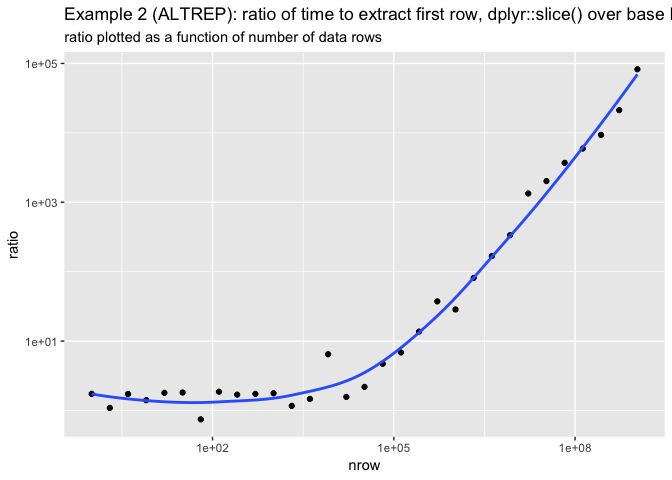 Example 2 (ALTREP): ratio of time to extract first row, dplyr::slice() over base
ratio plotted as a function of number of data rows
1e+05
1e+03
1e+01
ratio
1e+02
1e+05
1e+08
nrow